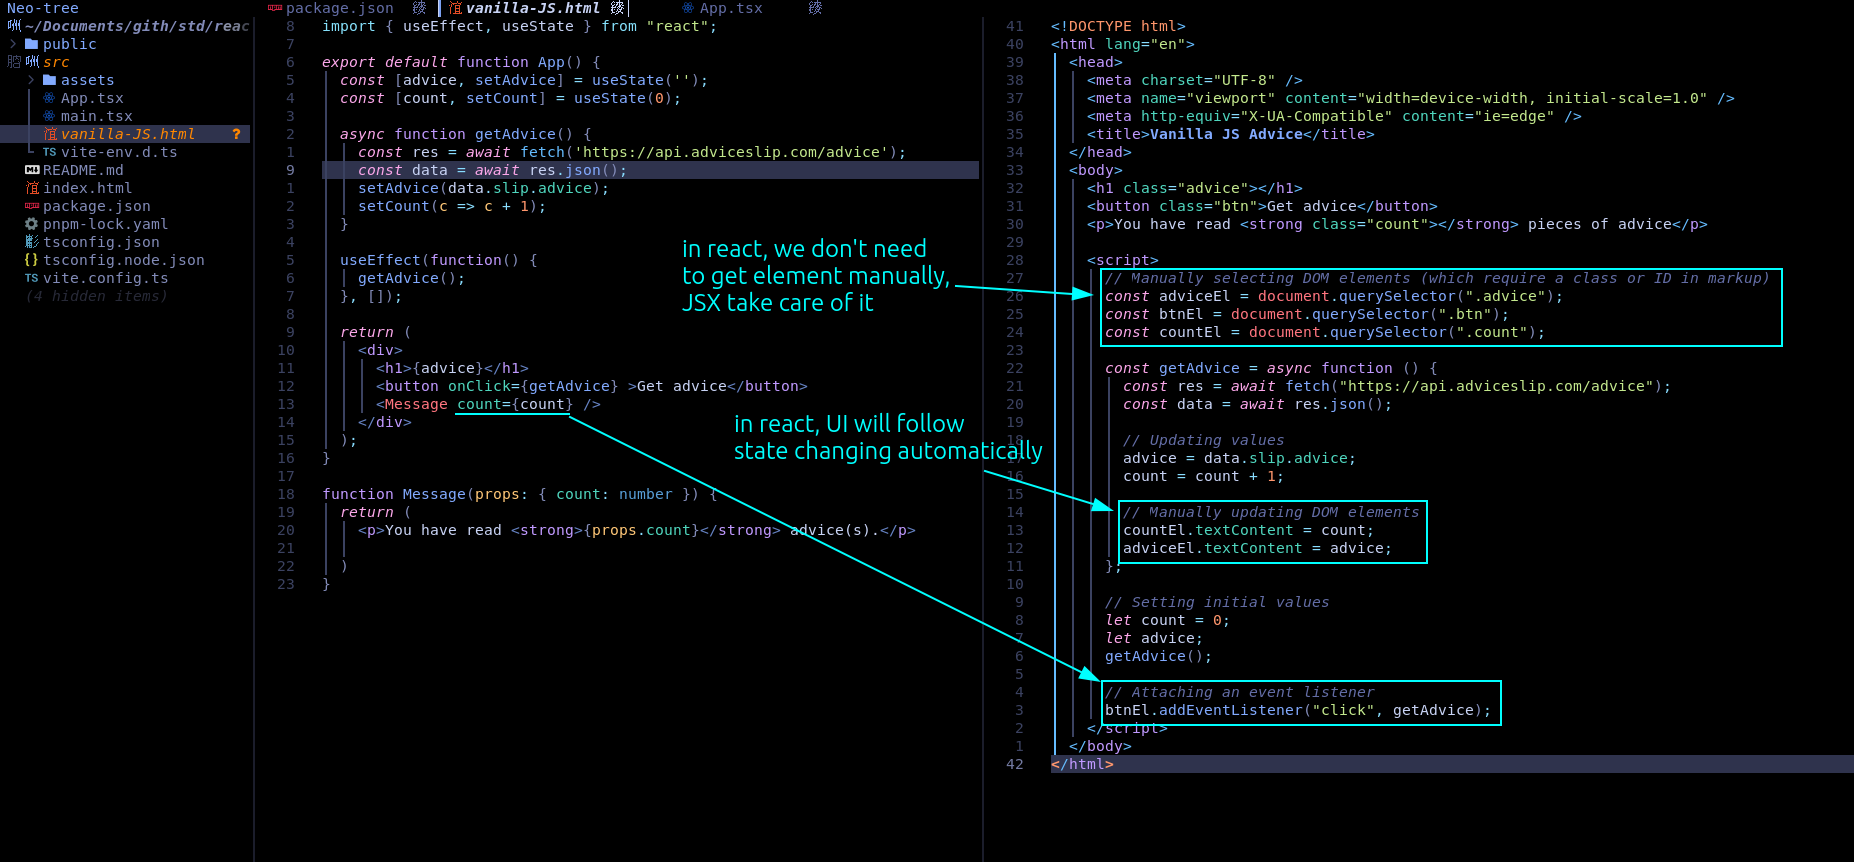 Neo-tree
~/Documents/gith/std/reac
public
src
assets
App.tsx
main.tsx
vanilla-JS.html ?
TS vite-env.d.ts
README.md
index.html
package.json
pnpm-lock.yaml
tsconfig.json
{} tsconfig.node.json
TS vite.config.ts
(4 hidden items)
package.json vanilla-JS.html App.tsx
8 import { useEffect, useState } from "react";
7
6 export default function App() {
5 const [advice, setAdvice] = useState('');
4 const [count, setCount] = useState(0);
3
2 async function getAdvice() {
1 const res = await fetch('https://api.adviceslip.com/advice');
9 const data = await res.json();
1 setAdvice(data.slip.advice);
2 setCount(c => c + 1);
3 }
4
5 useEffect(function() {
6 getAdvice();
7 }, []);
8
9 return (
10 <div>
11 <h1>{advice}</h1>
12 <button onClick={getAdvice} >Get advice</button>
13 <Message count={count} />
14 </div>
15 );
16 }
17
18 function Message(props: { count: number }) {
19 return (
20 <p>You have read <strong>{props.count}</strong> advice(s).</p>
21
22 )
23 }
in react, we don't need
to get element manually,
JSX take care of it
in react, UI will follow
state changing automatically
41 <!DOCTYPE html>
40 <html lang="en">
39 <head>
38 <meta charset="UTF-8" />
37 <meta name="viewport" content="width=device-width, initial-scale=1.0" />
36 <meta http-equiv="X-UA-Compatible" content="ie=edge" />
35 <title>Vanilla JS Advice</title>
34 </head>
33 <body>
32 <h1 class="advice"></h1>
31 <button class="btn">Get advice</button>
30 <p>You have read <strong class="count"></strong> pieces of advice</p>
29
28 <script>
27 // Manually selecting DOM elements (which require a class or ID in markup)
26 const adviceEl = document.querySelector(".advice");
25 const btnEl = document.querySelector(".btn");
24 const countEl = document.querySelector(".count");
23
22 const getAdvice = async function () {
21 const res = await fetch("https://api.adviceslip.com/advice");
20 const data = await res.json();
19
18 // Updating values
17 advice = data.slip.advice;
16 count = count + 1;
15
14 // Manually updating DOM elements
13 countEl.textContent = count;
12 adviceEl.textContent = advice;
11 };
10
9 // Setting initial values
8 let count = 0;
7 let advice;
6 getAdvice();
5
4 // Attaching an event listener
3 btnEl.addEventListener("click", getAdvice);
2 </script>
1 </body>
42 </html>